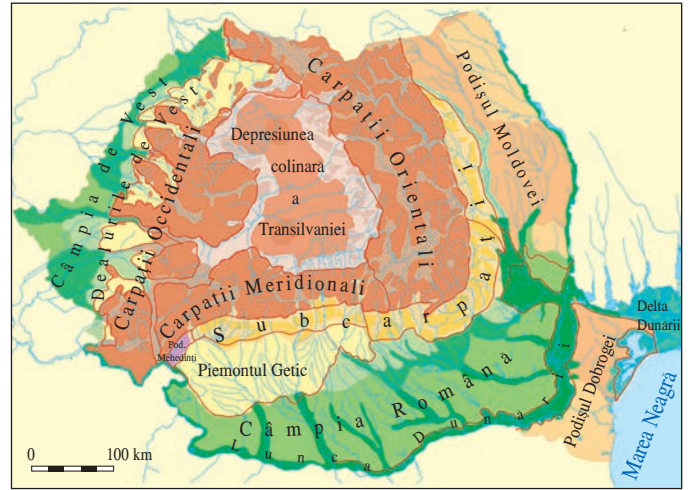 Podișul Moldovei
Carpații Orientali
Câmpia de Vest
Dealurile de Vest
Carpații Occidentali
Depresiunea
colinară
a
Transilvaniei
Carpații Meridionali
Subcarpații
Pod.
Mehedinți
Piemontul Getic
Câmpia Română
Lunca Dunării
Podișul Dobrogei
Delta
Dunării
Marea Neagră
0 100 km